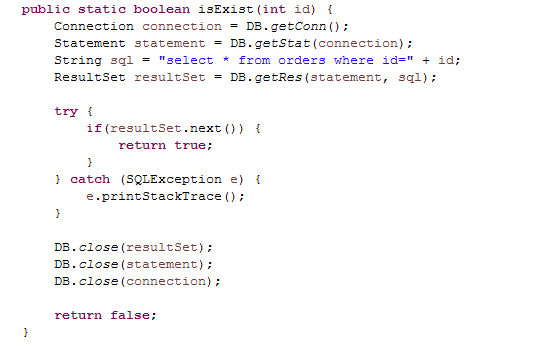 public static boolean isExist(int id) {
    Connection connection = DB.getConn();
    Statement statement = DB.getStat(connection);
    String sql = "select * from orders where id=" + id;
    ResultSet resultSet = DB.getRes(statement, sql);

    try {
        if(resultSet.next()) {
            return true;
        }
    } catch (SQLException e) {
        e.printStackTrace();
    }

    DB.close(resultSet);
    DB.close(statement);
    DB.close(connection);

    return false;
}